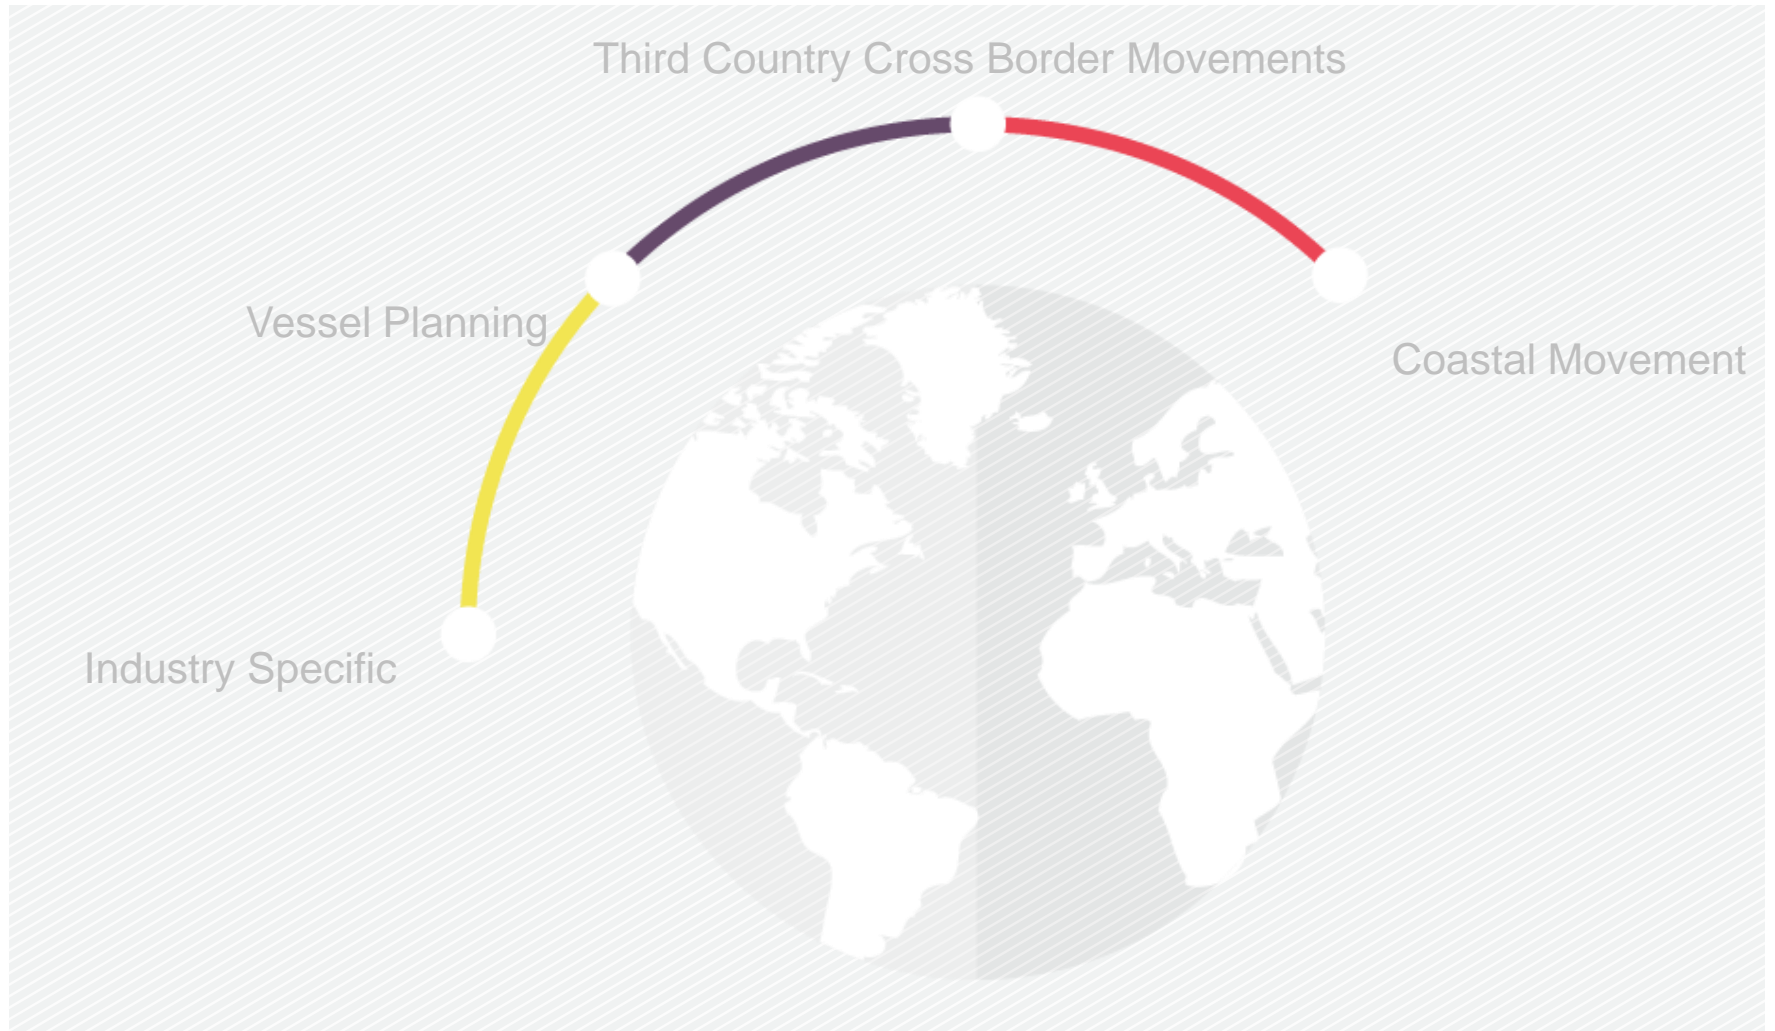 Third Country Cross Border Movements
Vessel Planning
Coastal Movement
Industry Specific